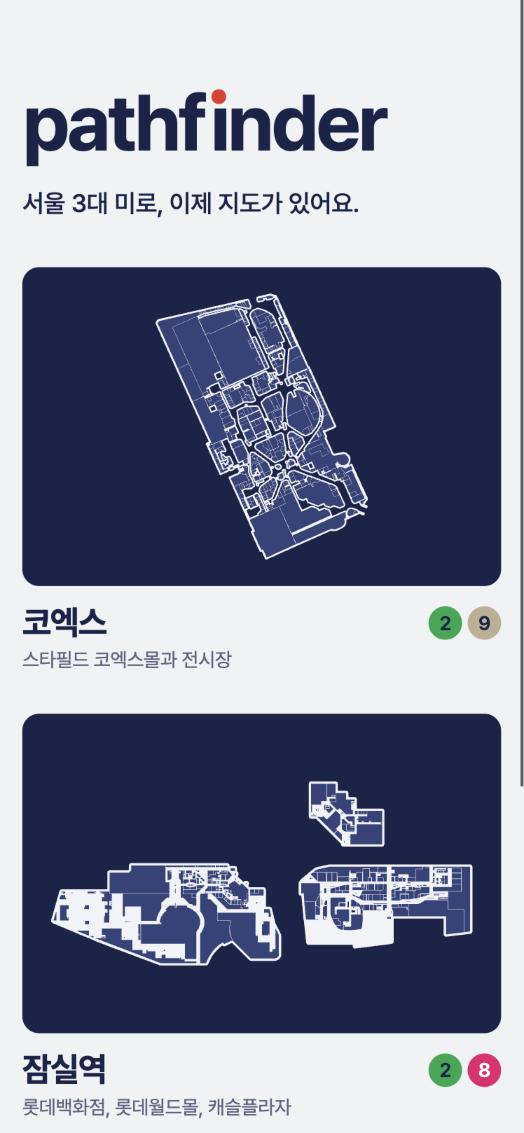 pathfinder
서울 3대 미로, 이제 지도가 있어요.
코엑스
2 9
스타필드 코엑스몰과 전시장
잠실역
2 8
롯데백화점, 롯데월드몰, 캐슬플라자